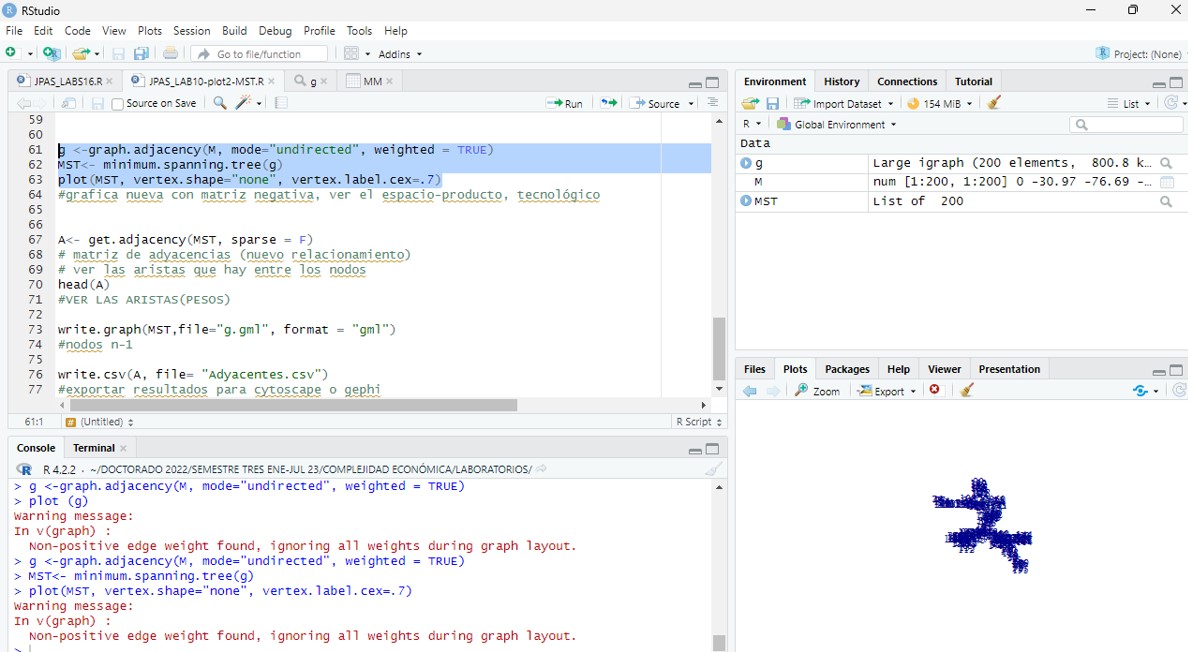 RStudio
File Edit Code View Plots Session Build Debug Profile Tools Help
Go to file/function Addins Project: (None)
JPAS_LABS16.R JPAS_LAB10-plot2-MST.R g MM
Source on Save Run Source
59
60
61 g <-graph.adjacency(M, mode="undirected", weighted = TRUE)
62 MST<- minimum.spanning.tree(g)
63 plot(MST, vertex.shape="none", vertex.label.cex=.7)
64 #grafica nueva con matriz negativa, ver el espacio-producto, tecnológico
65
66
67 A<- get.adjacency(MST, sparse = F)
68 # matriz de adyacencias (nuevo relacionamiento)
69 # ver las aristas que hay entre los nodos
70 head(A)
71 #VER LAS ARISTAS(PESOS)
72
73 write.graph(MST,file="g.gml", format = "gml")
74 #nodos n-1
75
76 write.csv(A, file= "Adyacentes.csv")
77 #exportar resultados para cytoscape o gephi
61:1 (Untitled) R Script
Console Terminal
R 4.2.2 · ~/DOCTORADO 2022/SEMESTRE TRES ENE-JUL 23/COMPLEJIDAD ECONÓMICA/LABORATORIOS/
> g <-graph.adjacency(M, mode="undirected", weighted = TRUE)
> plot (g)
Warning message:
In v(graph) :
Non-positive edge weight found, ignoring all weights during graph layout.
> g <-graph.adjacency(M, mode="undirected", weighted = TRUE)
> MST<- minimum.spanning.tree(g)
> plot(MST, vertex.shape="none", vertex.label.cex=.7)
Warning message:
In v(graph) :
Non-positive edge weight found, ignoring all weights during graph layout.
>
Environment History Connections Tutorial
Import Dataset 154 MiB List
R Global Environment
Data
g Large igraph (200 elements, 800.8 k…
M num [1:200, 1:200] 0 -30.97 -76.69 -…
MST List of 200
Files Plots Packages Help Viewer Presentation
Zoom Export